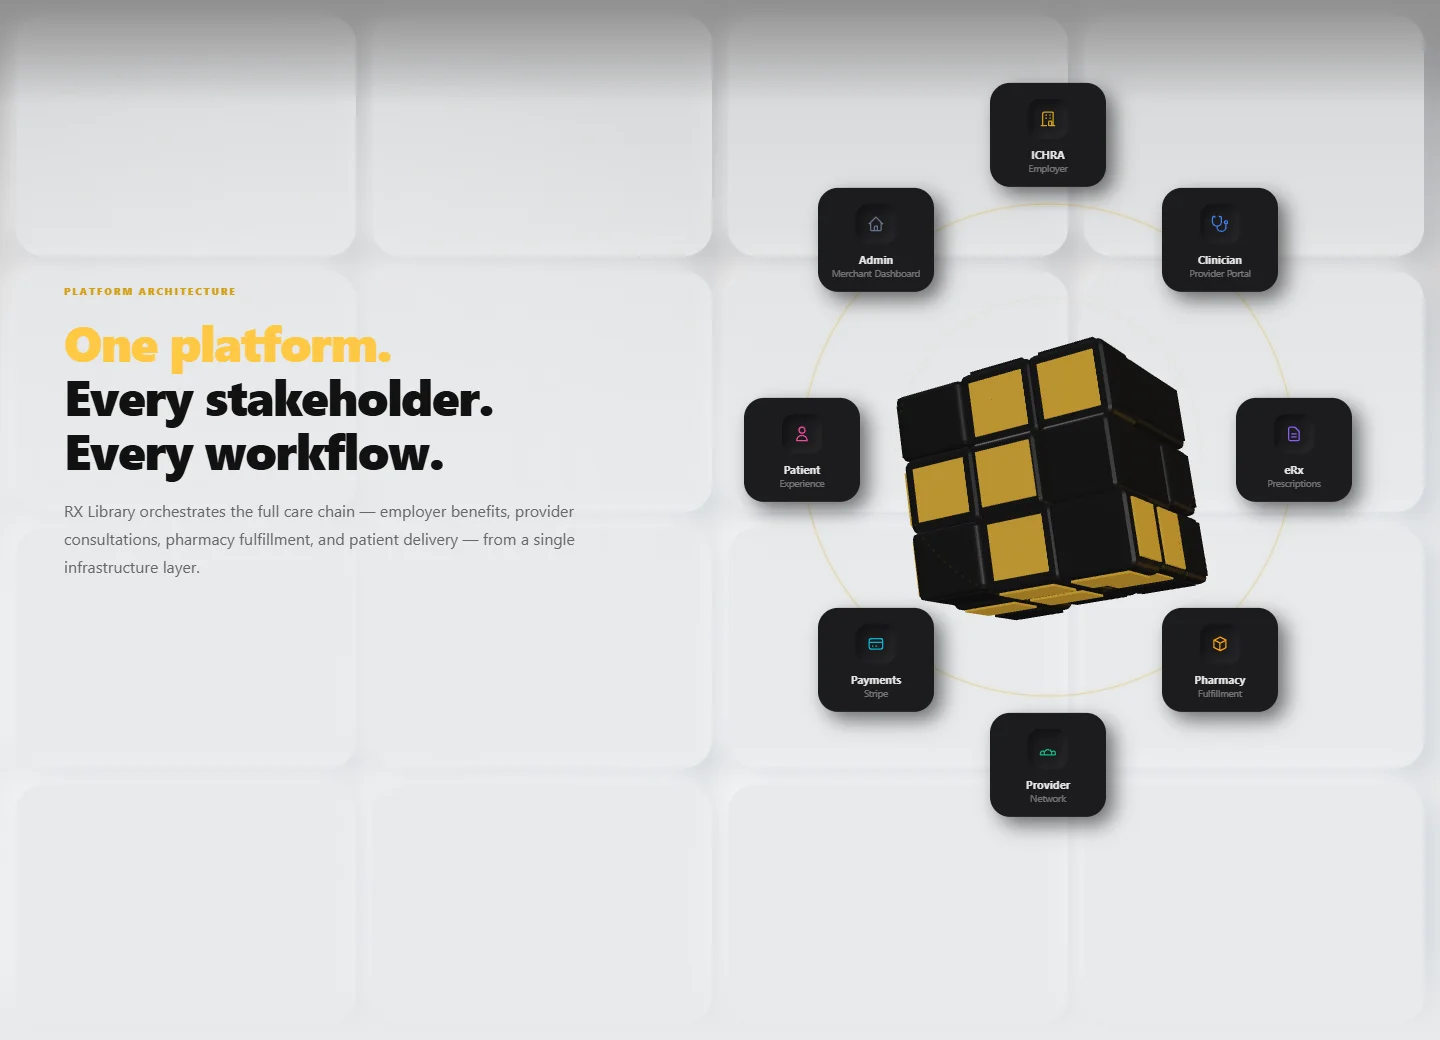 PLATFORM ARCHITECTURE
One platform.
Every stakeholder.
Every workflow.
RX Library orchestrates the full care chain — employer benefits, provider
consultations, pharmacy fulfillment, and patient delivery — from a single
infrastructure layer.
ICHRA
Employer
Admin
Merchant Dashboard
Clinician
Provider Portal
Patient
Experience
eRx
Prescriptions
Payments
Stripe
Pharmacy
Fulfillment
Provider
Network